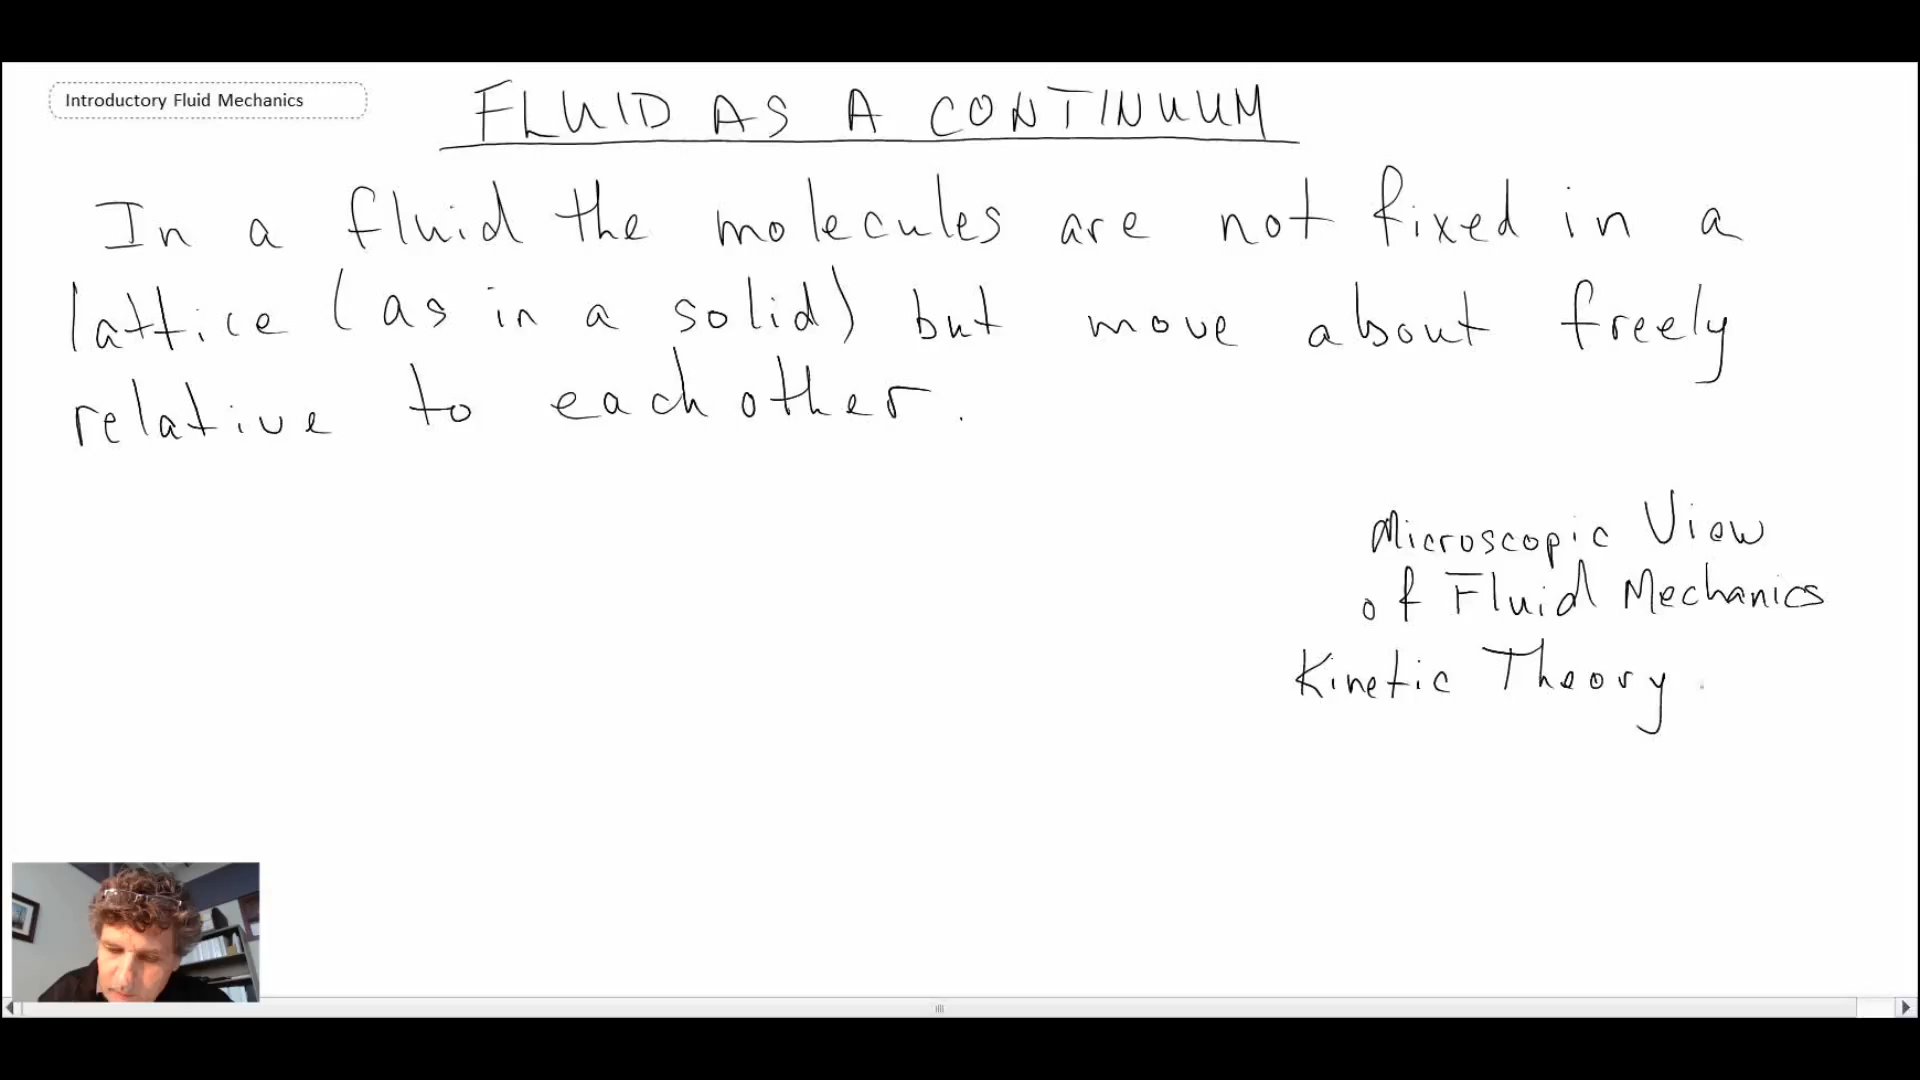 Introductory Fluid Mechanics
FLUID AS A CONTINUUM
In a fluid the molecules are not fixed in a
lattice (as in a solid) but move about freely
relative to each other.
Microscopic View
of Fluid Mechanics
Kinetic Theory